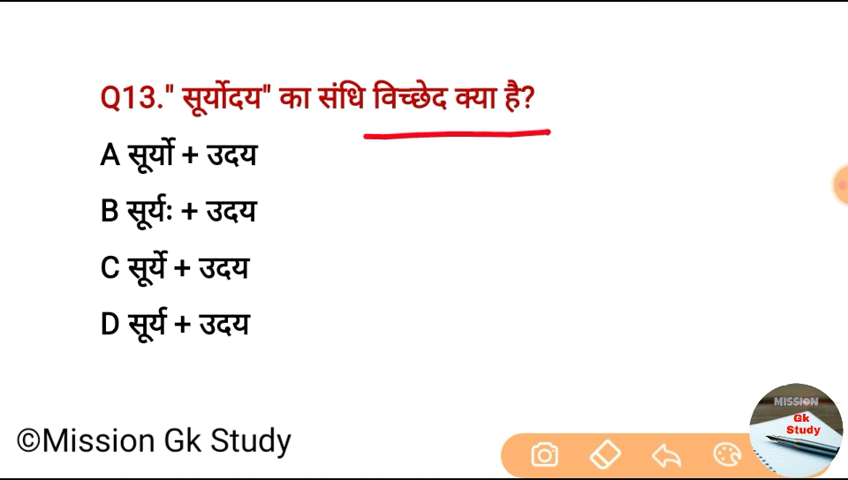 Q13." सूर्योदय" का संधि विच्छेद क्या है?
A सूर्यो + उदय
B सूर्यः + उदय
C सूर्ये + उदय
D सूर्य + उदय
©Mission Gk Study
MISSION
Gk
Study